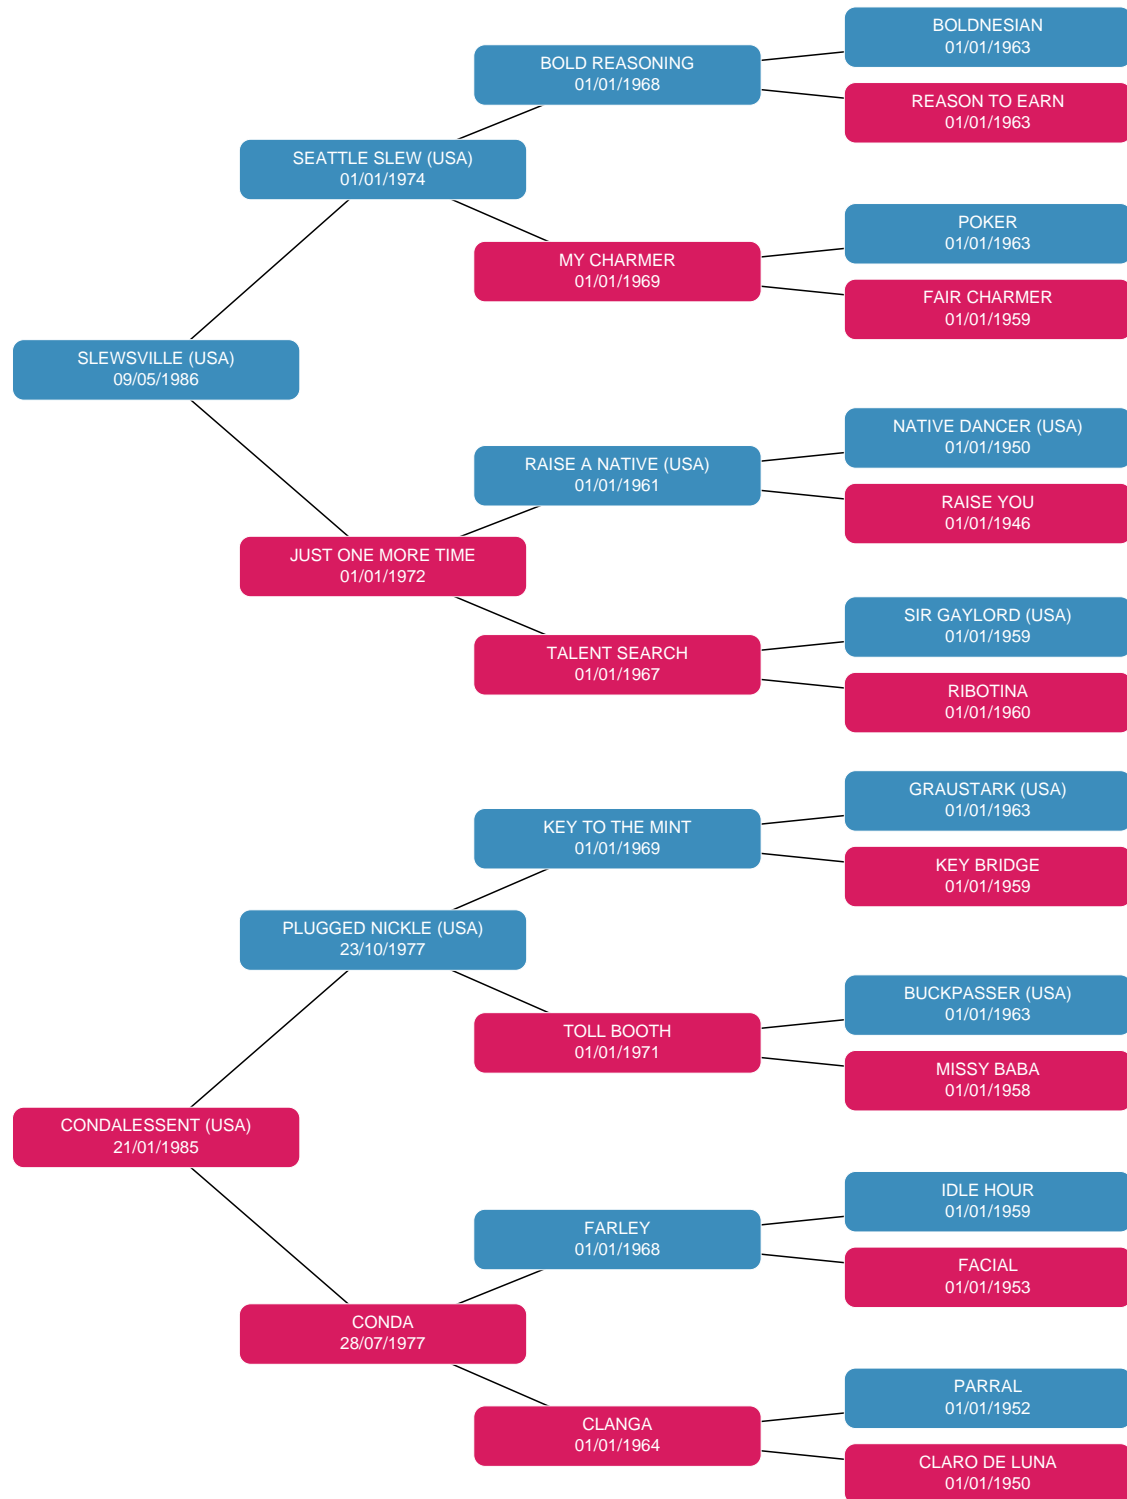 BOLDNESIAN
01/01/1963
BOLD REASONING
01/01/1968
REASON TO EARN
01/01/1963
SEATTLE SLEW (USA)
01/01/1974
POKER
01/01/1963
MY CHARMER
01/01/1969
FAIR CHARMER
01/01/1959
SLEWSVILLE (USA)
09/05/1986
NATIVE DANCER (USA)
01/01/1950
RAISE A NATIVE (USA)
01/01/1961
RAISE YOU
01/01/1946
JUST ONE MORE TIME
01/01/1972
SIR GAYLORD (USA)
01/01/1959
TALENT SEARCH
01/01/1967
RIBOTINA
01/01/1960
GRAUSTARK (USA)
01/01/1963
KEY TO THE MINT
01/01/1969
KEY BRIDGE
01/01/1959
PLUGGED NICKLE (USA)
23/10/1977
BUCKPASSER (USA)
01/01/1963
TOLL BOOTH
01/01/1971
MISSY BABA
01/01/1958
CONDALESSENT (USA)
21/01/1985
IDLE HOUR
01/01/1959
FARLEY
01/01/1968
FACIAL
01/01/1953
CONDA
28/07/1977
PARRAL
01/01/1952
CLANGA
01/01/1964
CLARO DE LUNA
01/01/1950